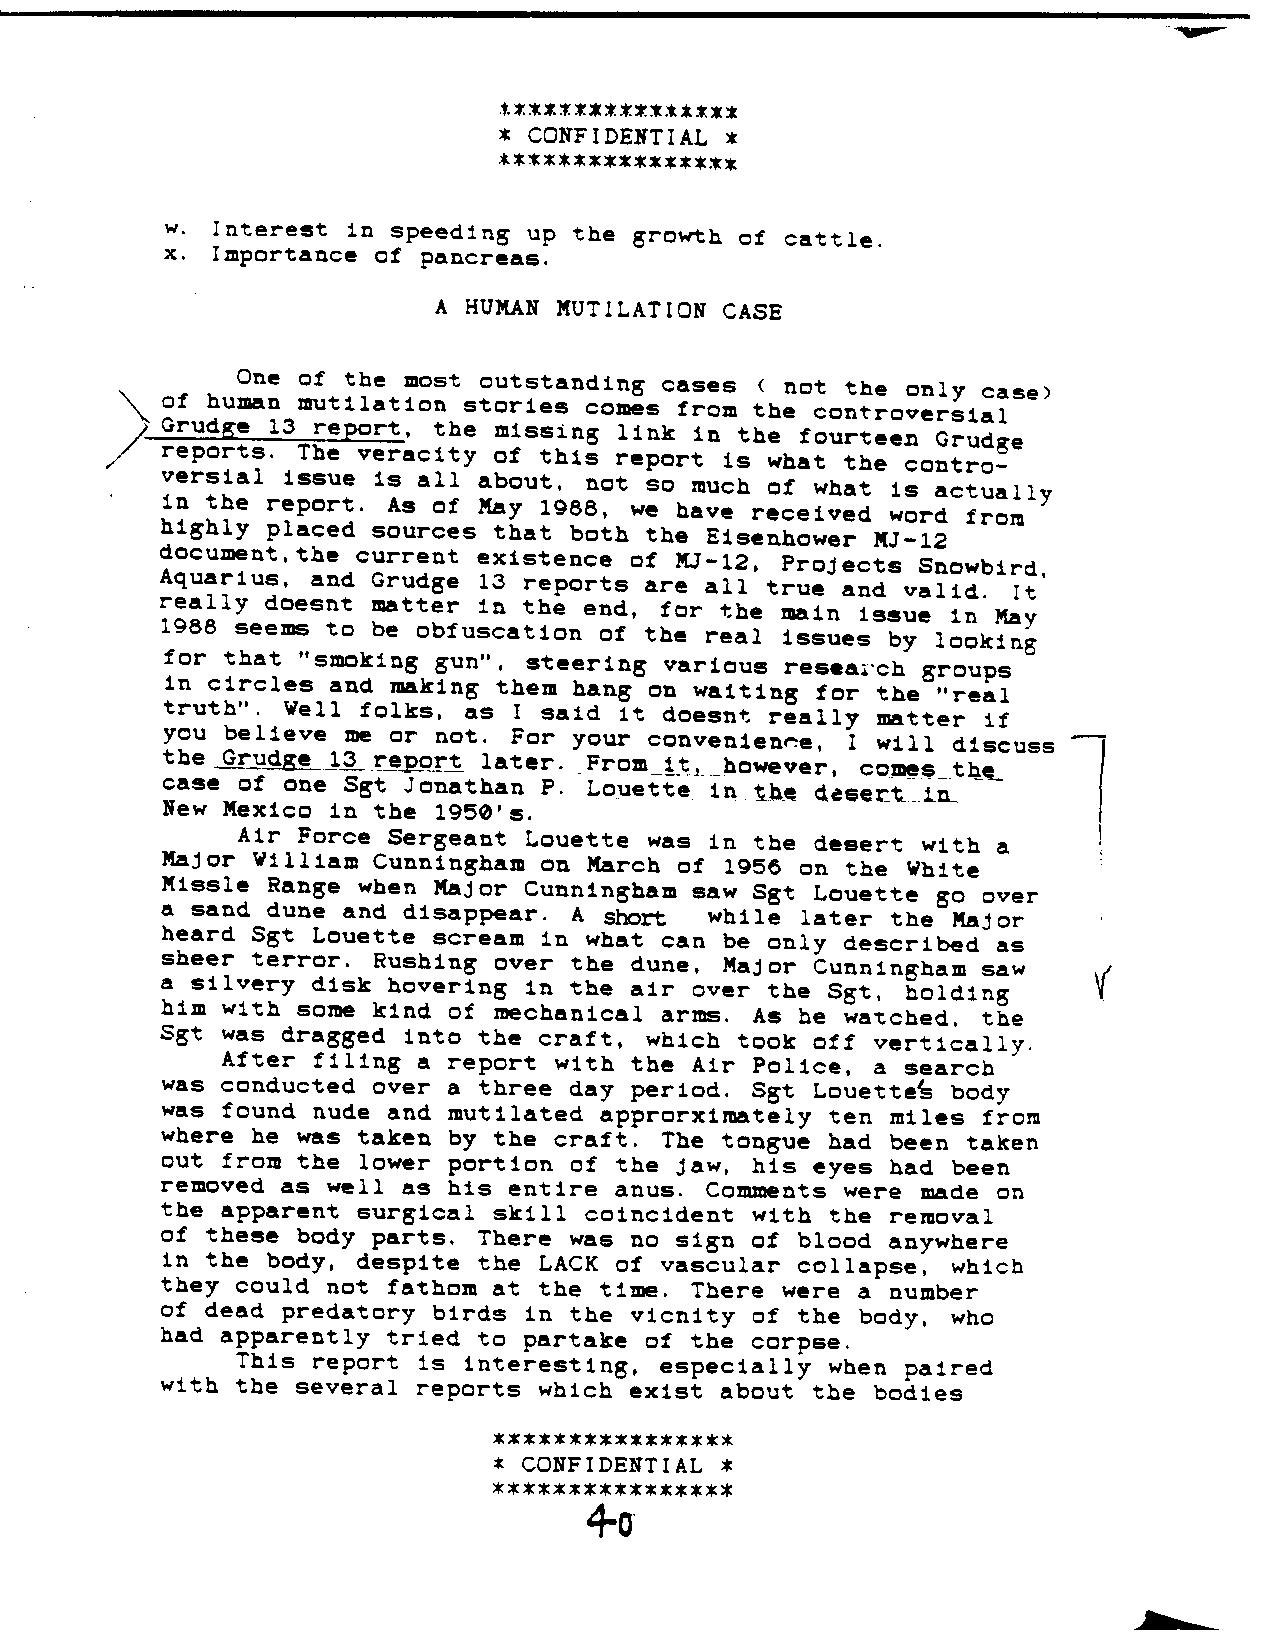 ****************
* CONFIDENTIAL *
****************
w. Interest in speeding up the growth of cattle.
x. Importance of pancreas.
A HUMAN MUTILATION CASE
One of the most outstanding cases ( not the only case)
of human mutilation stories comes from the controversial
Grudge 13 report, the missing link in the fourteen Grudge
reports. The veracity of this report is what the contro-
versial issue is all about, not so much of what is actually
in the report. As of May 1988, we have received word from
highly placed sources that both the Eisenhower MJ-12
document,the current existence of MJ-12, Projects Snowbird,
Aquarius, and Grudge 13 reports are all true and valid. It
really doesnt matter in the end, for the main issue in May
1988 seems to be obfuscation of the real issues by looking
for that "smoking gun", steering various research groups
in circles and making them hang on waiting for the "real
truth". Well folks, as I said it doesnt really matter if
you believe me or not. For your convenience, I will discuss
the Grudge 13 report later. From it, however, comes the
case of one Sgt Jonathan P. Louette in the desert in
New Mexico in the 1950's.
Air Force Sergeant Louette was in the desert with a
Major William Cunningham on March of 1956 on the White
Missle Range when Major Cunningham saw Sgt Louette go over
a sand dune and disappear. A short while later the Major
heard Sgt Louette scream in what can be only described as
sheer terror. Rushing over the dune, Major Cunningham saw
a silvery disk hovering in the air over the Sgt, holding
him with some kind of mechanical arms. As he watched, the
Sgt was dragged into the craft, which took off vertically.
After filing a report with the Air Police, a search
was conducted over a three day period. Sgt Louette's body
was found nude and mutilated approrximately ten miles from
where he was taken by the craft. The tongue had been taken
out from the lower portion of the jaw, his eyes had been
removed as well as his entire anus. Comments were made on
the apparent surgical skill coincident with the removal
of these body parts. There was no sign of blood anywhere
in the body, despite the LACK of vascular collapse, which
they could not fathom at the time. There were a number
of dead predatory birds in the vicnity of the body, who
had apparently tried to partake of the corpse.
This report is interesting, especially when paired
with the several reports which exist about the bodies
****************
* CONFIDENTIAL *
****************
40